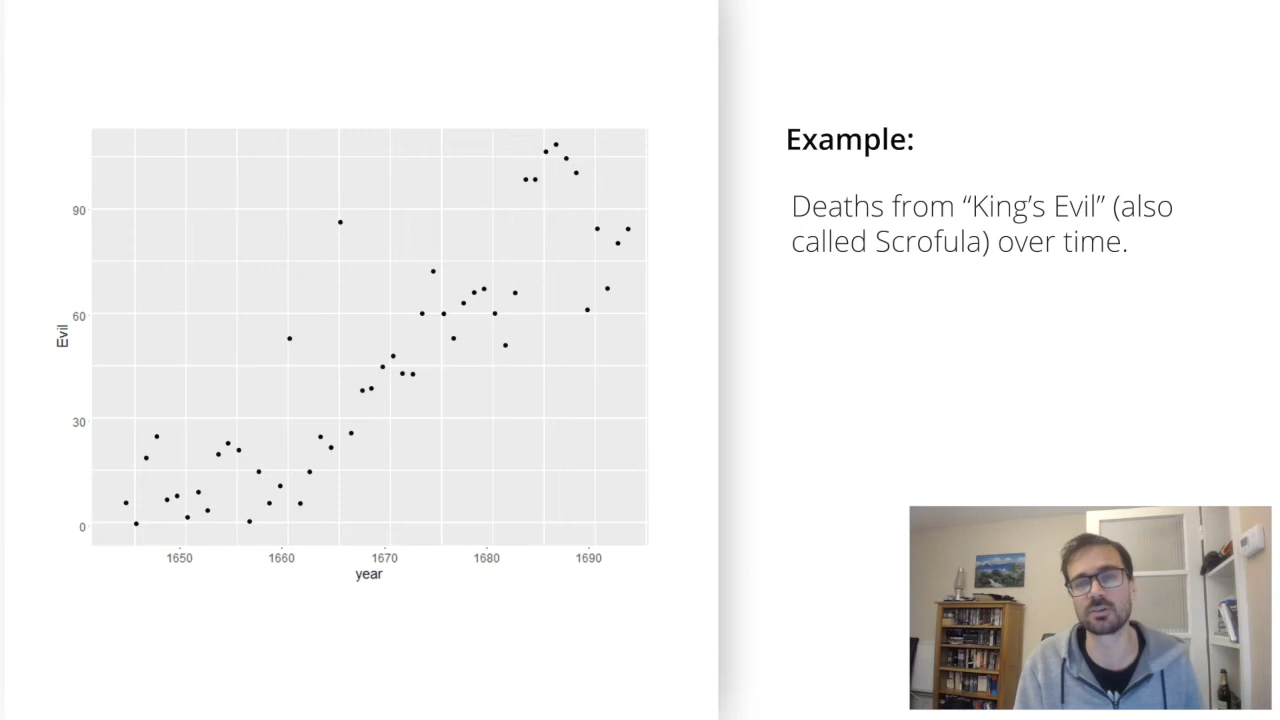 90
60
30
0
Evil
1650 1660 1670 1680 1690
year
Example:
Deaths from “King’s Evil” (also
called Scrofula) over time.